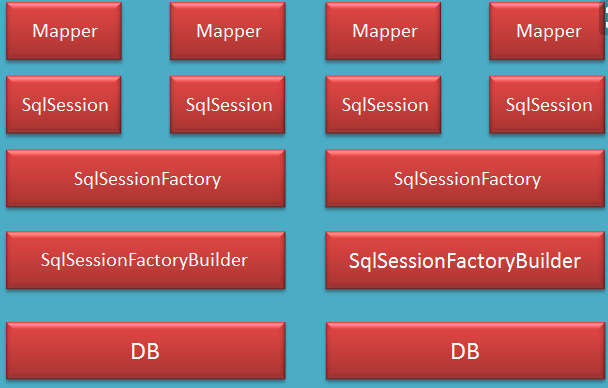 Mapper Mapper Mapper Mapper
SqlSession SqlSession SqlSession SqlSession
SqlSessionFactory SqlSessionFactory
SqlSessionFactoryBuilder SqlSessionFactoryBuilder
DB DB